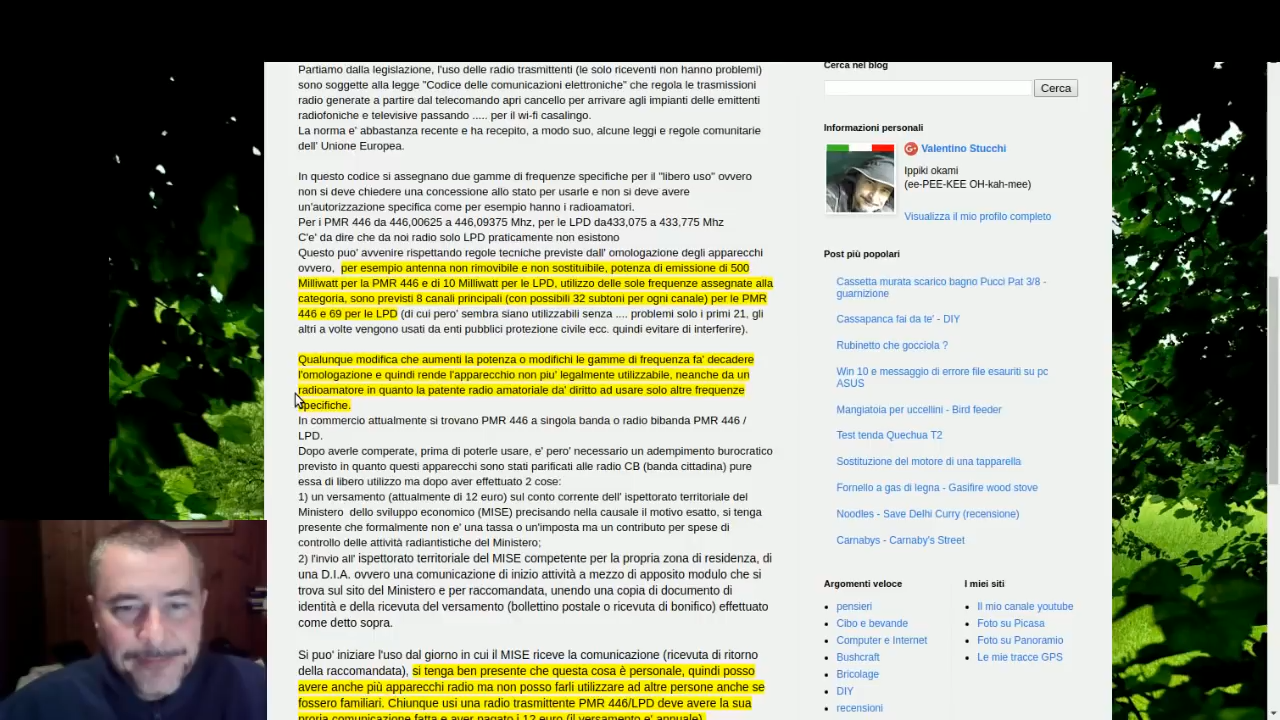 Partiamo dalla legislazione, l'uso delle radio trasmittenti (le solo riceventi non hanno problemi)
sono soggette alla legge "Codice delle comunicazioni elettroniche" che regola le trasmissioni
radio generate a partire dal telecomando apri cancello per arrivare agli impianti delle emittenti
radiofoniche e televisive passando ..... per il wi-fi casalingo.
La norma e' abbastanza recente e ha recepito, a modo suo, alcune leggi e regole comunitarie
dell' Unione Europea.
In questo codice si assegnano due gamme di frequenze specifiche per il "libero uso" ovvero
non si deve chiedere una concessione allo stato per usarle e non si deve avere
un'autorizzazione specifica come per esempio hanno i radioamatori.
Per i PMR 446 da 446,00625 a 446,09375 Mhz, per le LPD da433,075 a 433,775 Mhz
C'e' da dire che da noi radio solo LPD praticamente non esistono
Questo puo' avvenire rispettando regole tecniche previste dall' omologazione degli apparecchi
ovvero,  per esempio antenna non rimovibile e non sostituibile, potenza di emissione di 500
Milliwatt per la PMR 446 e di 10 Milliwatt per le LPD, utilizzo delle sole frequenze assegnate alla
categoria, sono previsti 8 canali principali (con possibili 32 subtoni per ogni canale) per le PMR
446 e 69 per le LPD (di cui pero' sembra siano utilizzabili senza .... problemi solo i primi 21, gli
altri a volte vengono usati da enti pubblici protezione civile ecc. quindi evitare di interferire).
Qualunque modifica che aumenti la potenza o modifichi le gamme di frequenza fa' decadere
l'omologazione e quindi rende l'apparecchio non piu' legalmente utilizzabile, neanche da un
radioamatore in quanto la patente radio amatoriale da' diritto ad usare solo altre frequenze
specifiche.
In commercio attualmente si trovano PMR 446 a singola banda o radio bibanda PMR 446 /
LPD.
Dopo averle comperate, prima di poterle usare, e' pero' necessario un adempimento burocratico
previsto in quanto questi apparecchi sono stati parificati alle radio CB (banda cittadina) pure
essa di libero utilizzo ma dopo aver effettuato 2 cose:
1) un versamento (attualmente di 12 euro) sul conto corrente dell' ispettorato territoriale del
Ministero  dello sviluppo economico (MISE) precisando nella causale il motivo esatto, si tenga
presente che formalmente non e' una tassa o un'imposta ma un contributo per spese di
controllo delle attività radiantistiche del Ministero;
2) l'invio all' ispettorato territoriale del MISE competente per la propria zona di residenza, di
una D.I.A. ovvero una comunicazione di inizio attività a mezzo di apposito modulo che si
trova sul sito del Ministero e per raccomandata, unendo una copia di documento di
identità e della ricevuta del versamento (bollettino postale o ricevuta di bonifico) effettuato
come detto sopra.
Si puo' iniziare l'uso dal giorno in cui il MISE riceve la comunicazione (ricevuta di ritorno
della raccomandata), si tenga ben presente che questa cosa è personale, quindi posso
avere anche più apparecchi radio ma non posso farli utilizzare ad altre persone anche se
fossero familiari. Chiunque usi una radio trasmittente PMR 446/LPD deve avere la sua
propria comunicazione fatta e aver pagato i 12 euro (il versamento e' annuale).
Cerca nel blog
Cerca
Informazioni personali
G+ Valentino Stucchi
Ippiki okami
(ee-PEE-KEE OH-kah-mee)
Visualizza il mio profilo completo
Post più popolari
Cassetta murata scarico bagno Pucci Pat 3/8 -
guarnizione
Cassapanca fai da te' - DIY
Rubinetto che gocciola ?
Win 10 e messaggio di errore file esauriti su pc
ASUS
Mangiatoia per uccellini - Bird feeder
Test tenda Quechua T2
Sostituzione del motore di una tapparella
Fornello a gas di legna - Gasifire wood stove
Noodles - Save Delhi Curry (recensione)
Carnabys - Carnaby's Street
Argomenti veloce
pensieri
Cibo e bevande
Computer e Internet
Bushcraft
Bricolage
DIY
recensioni
I miei siti
Il mio canale youtube
Foto su Picasa
Foto su Panoramio
Le mie tracce GPS